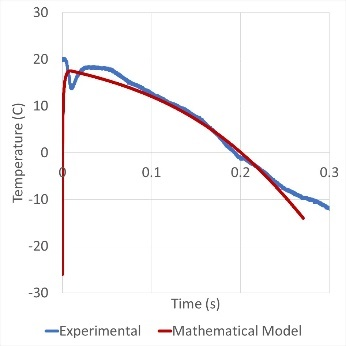 30
20
10
0
-10
-20
-30
0
0.1
0.2
0.3
Temperature (C)
Time (s)
Experimental
Mathematical Model